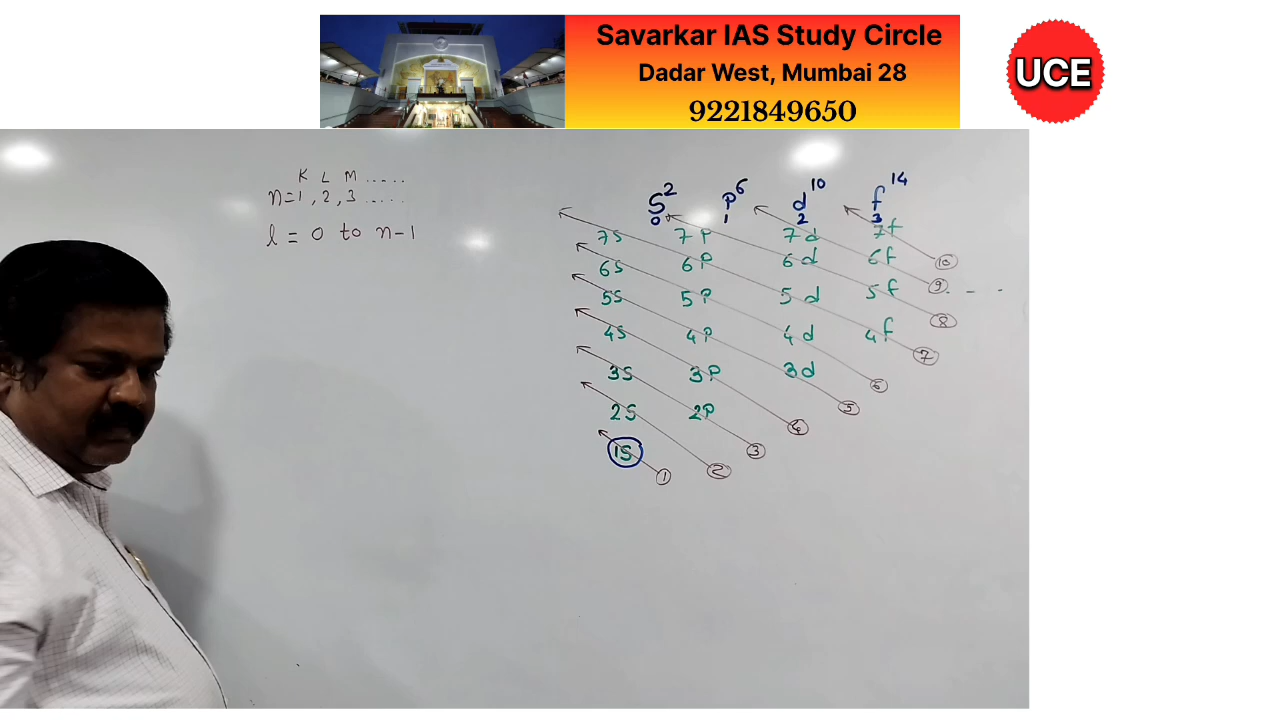 Savarkar IAS Study Circle
Dadar West, Mumbai 28
9221849650
UCE
K L M .....
n=1, 2, 3 .....
l = 0 to n-1
S² p⁶ d¹⁰ f¹⁴
0 1 2 3
7S 7P 7d 7f
6S 6P 6d 6f
5S 5P 5d 5f
4S 4P 4d 4f
3S 3P 3d
2S 2P
1S
① ② ③ ④ ⑤ ⑥ ⑦ ⑧ ⑨ . - - ⑩